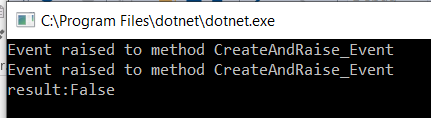 C:\Program Files\dotnet\dotnet.exe
Event raised to method CreateAndRaise_Event
Event raised to method CreateAndRaise_Event
result:False